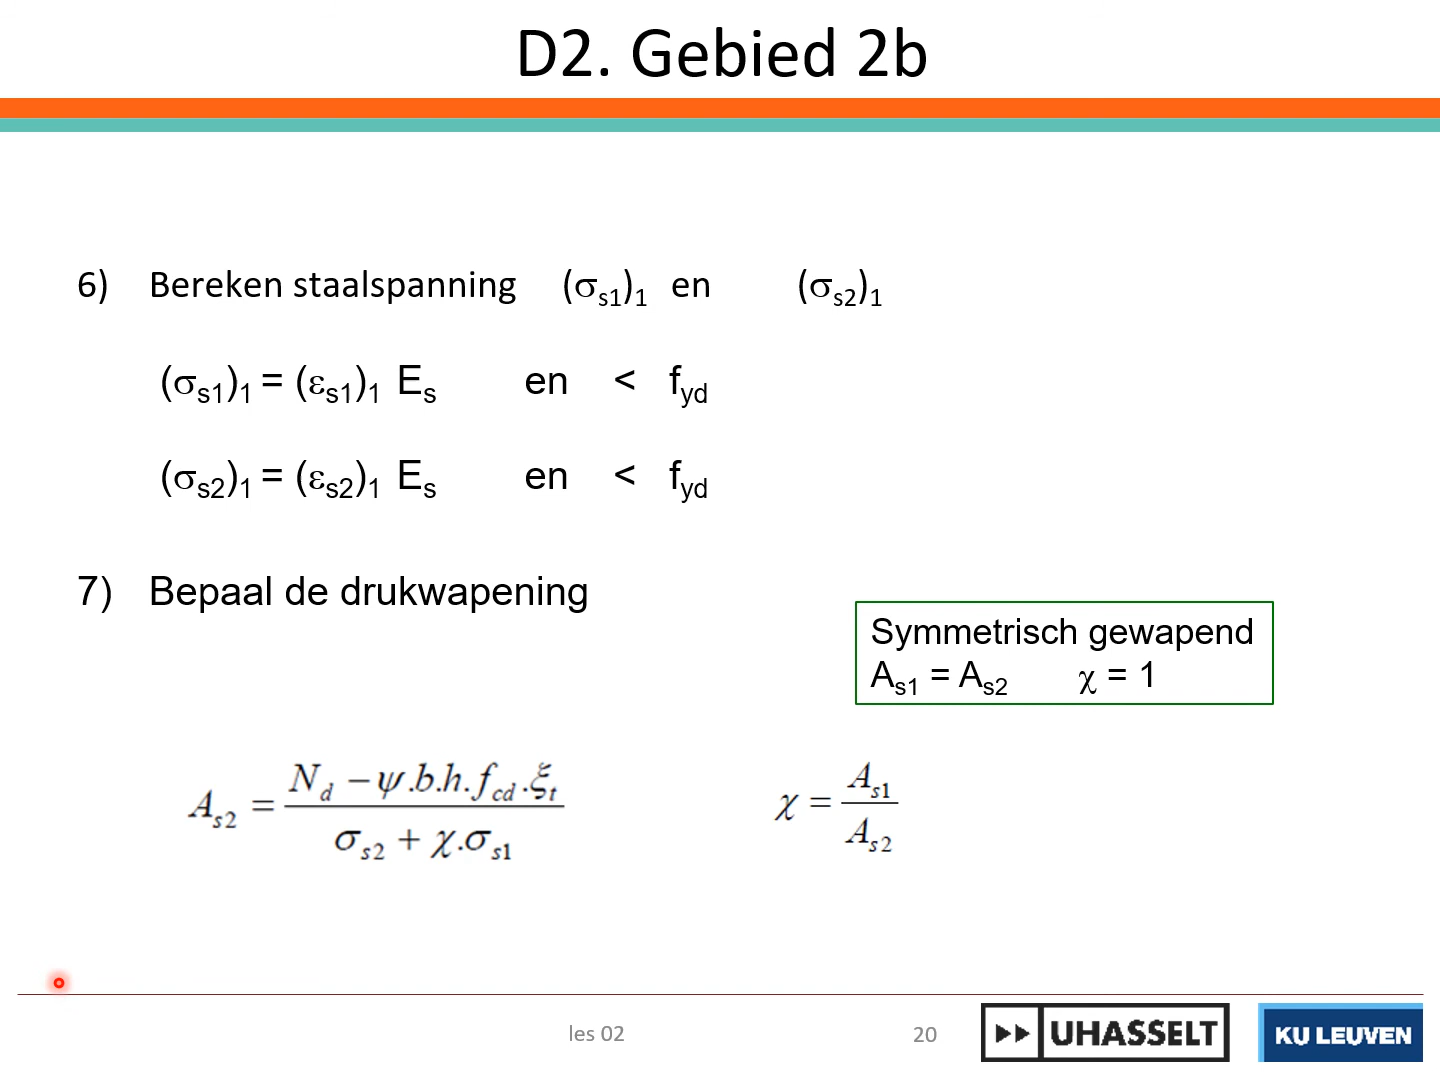 D2. Gebied 2b
6) Bereken staalspanning (σs1)1 en (σs2)1
(σs1)1 = (εs1)1 Es en < fyd
(σs2)1 = (εs2)1 Es en < fyd
7) Bepaal de drukwapening
Symmetrisch gewapend
As1 = As2 χ = 1
As2 = (Nd − ψ.b.h.fcd.ξt) / (σs2 + χ.σs1) χ = As1 / As2
les 02 20 UHASSELT KU LEUVEN